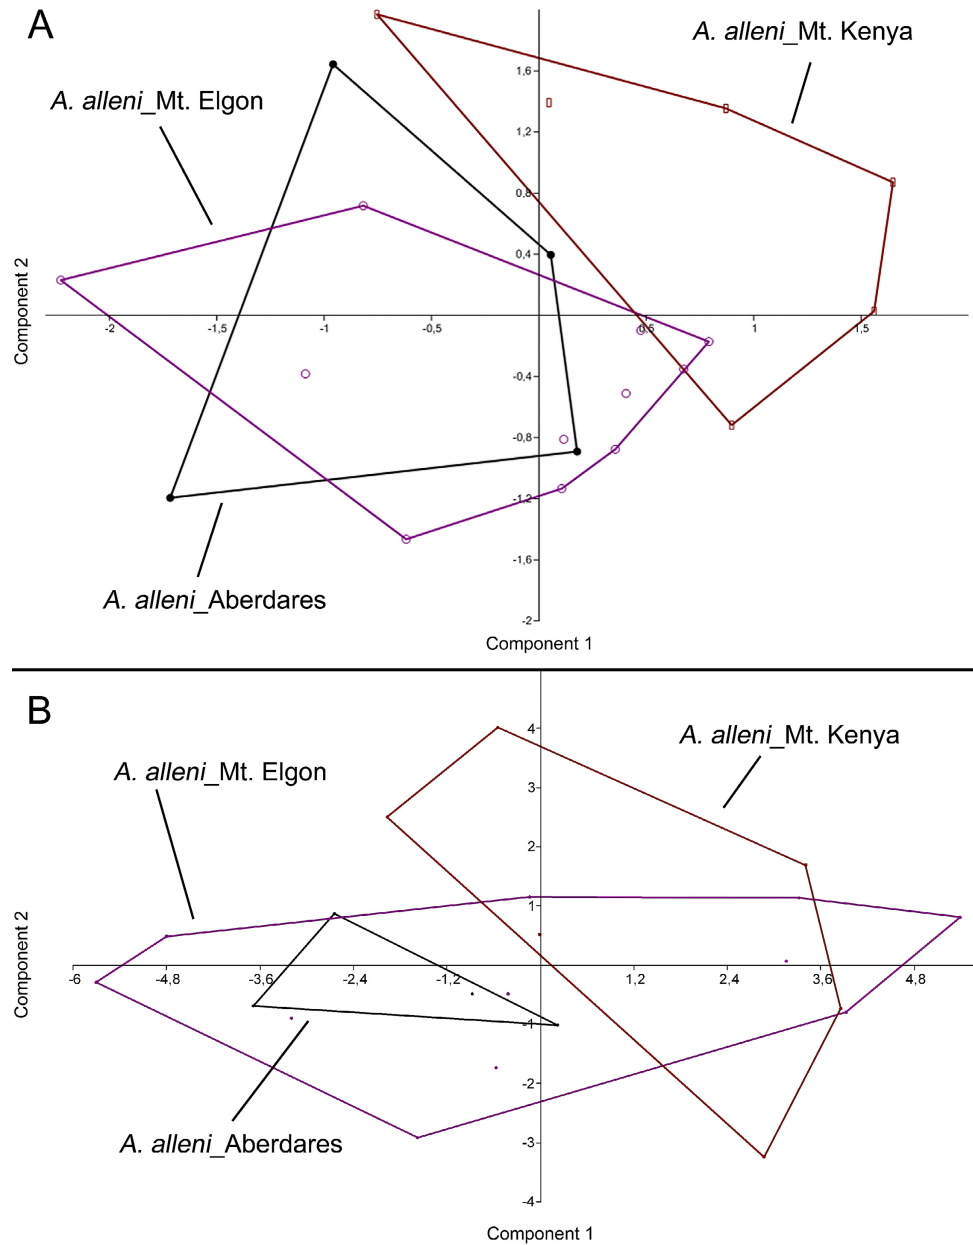 A
A. alleni_Mt. Kenya
A. alleni_Mt. Elgon
1,6
1,2
0,8
0,4
Component 2
-2
-1,5
-1
-0,5
0,5
1
1,5
-0,4
-0,8
-1,2
-1,6
-2
A. alleni_Aberdares
Component 1
B
A. alleni_Mt. Kenya
A. alleni_Mt. Elgon
4
3
2
1
Component 2
-6
-4,8
-3,6
-2,4
-1,2
1,2
2,4
3,6
4,8
-1
-2
-3
-4
A. alleni_Aberdares
Component 1